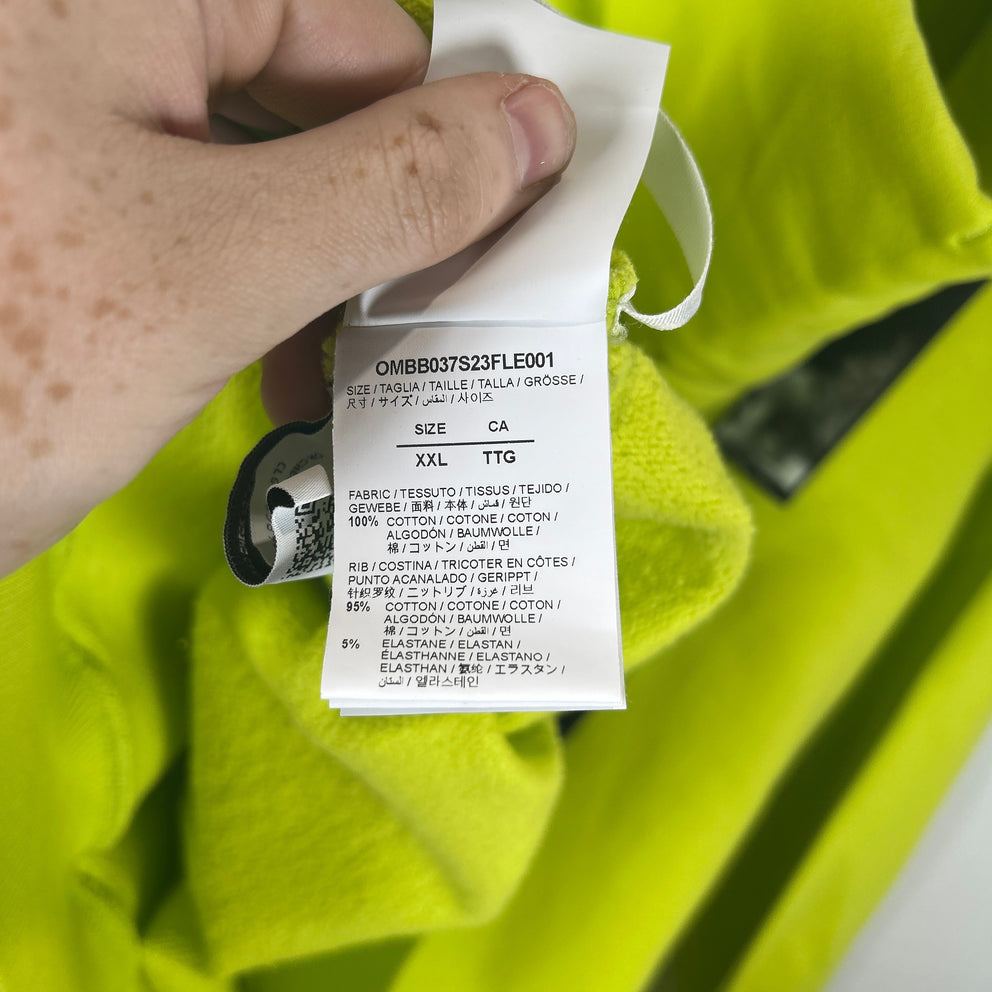 OMBB037S23FLE001
SIZE / TAGLIA / TAILLE / TALLA / GRÖSSE /
尺寸 / サイズ / المقاس / 사이즈
SIZE CA
XXL TTG
FABRIC / TESSUTO / TISSUS / TEJIDO /
GEWEBE / 面料 / 本体 / قماش / 원단
100% COTTON / COTONE / COTON /
ALGODÓN / BAUMWOLLE /
棉 / コットン / القطن / 면
RIB / COSTINA / TRICOTER EN CÔTES /
PUNTO ACANALADO / GERIPPT /
针织罗纹 / ニットリブ / غرزة / 리브
95% COTTON / COTONE / COTON /
ALGODÓN / BAUMWOLLE /
棉 / コットン / القطن / 면
5% ELASTANE / ELASTAN /
ÉLASTHANNE / ELASTANO /
ELASTHAN / 氨纶 / エラスタン /
/ 엘라스테인